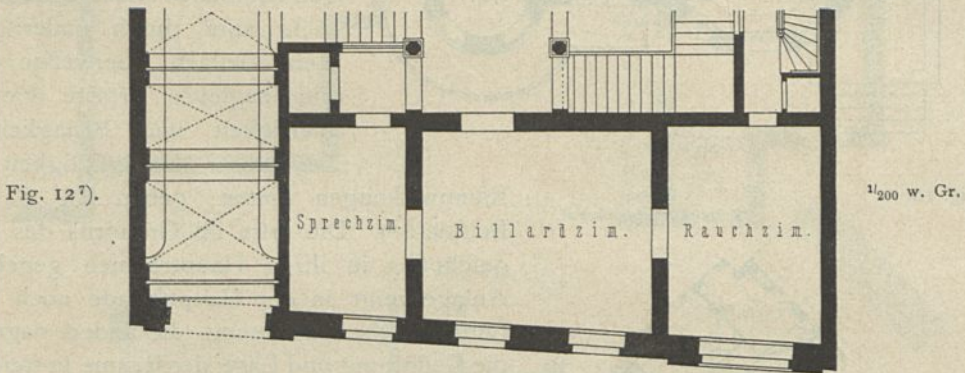 Fig. 12⁷).
Sprechzim.
Billardzim.
Rauchzim.
¹/₂₀₀ w. Gr.